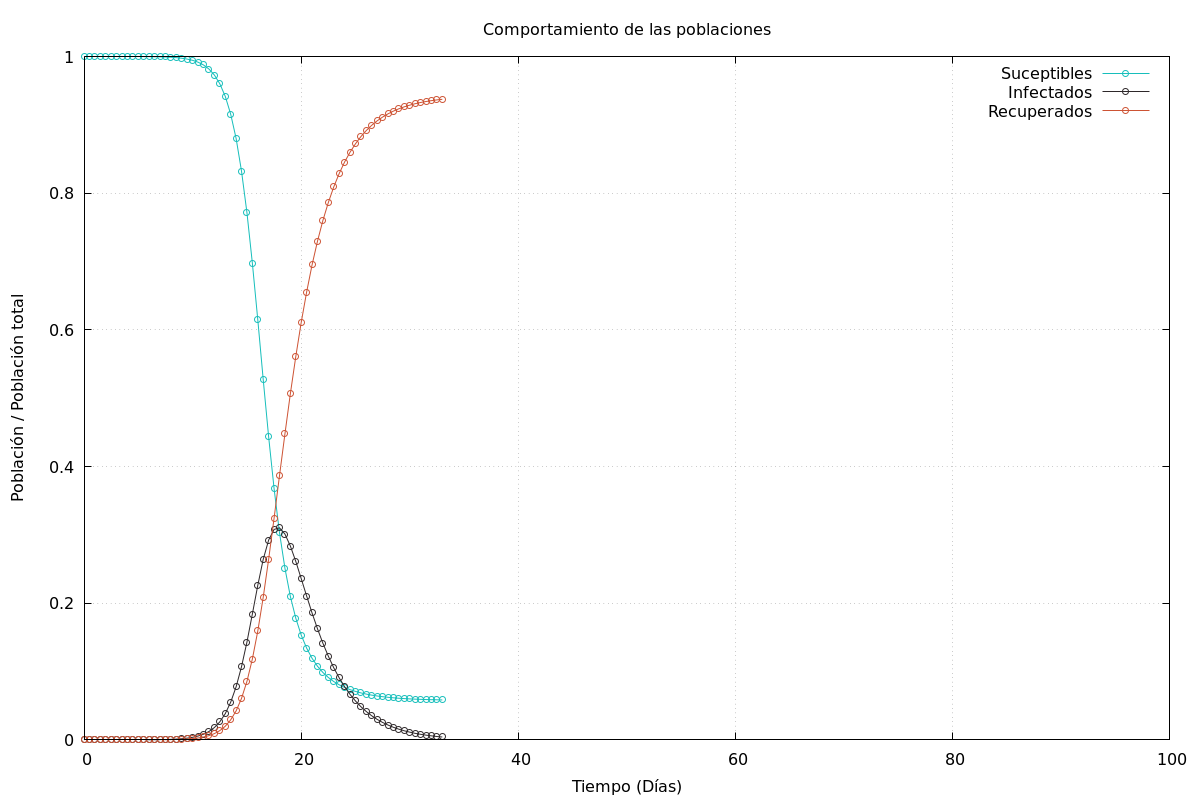 Comportamiento de las poblaciones
Suceptibles
Infectados
Recuperados
1
0.8
0.6
0.4
0.2
0
Población / Población total
0 20 40 60 80 100
Tiempo (Días)